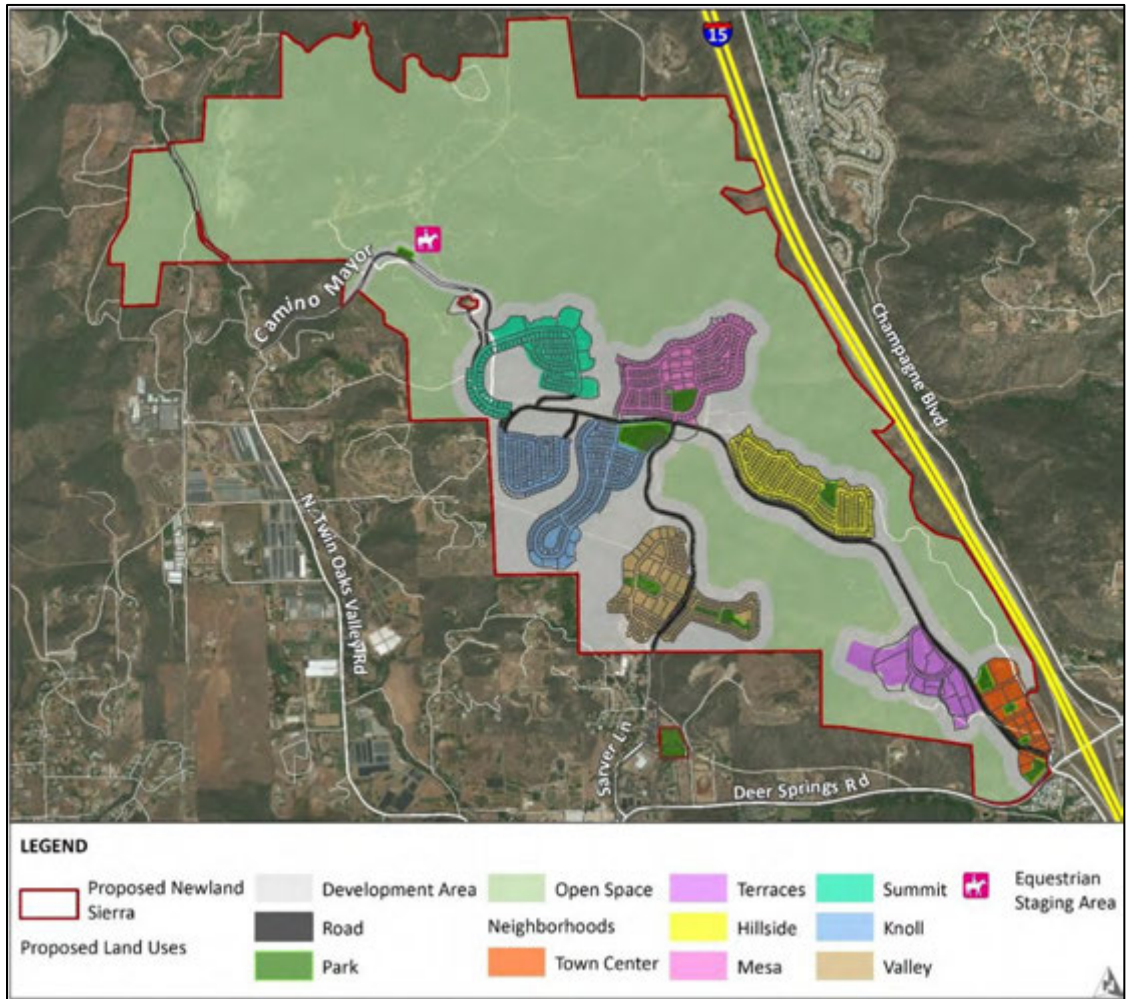 15
Camino Mayor
Champagne Blvd
N. Twin Oaks Valley Rd
Sarver Ln
Deer Springs Rd
LEGEND
Proposed Newland
Sierra
Proposed Land Uses
Development Area
Road
Park
Open Space
Neighborhoods
Town Center
Terraces
Hillside
Mesa
Summit
Knoll
Valley
Equestrian
Staging Area